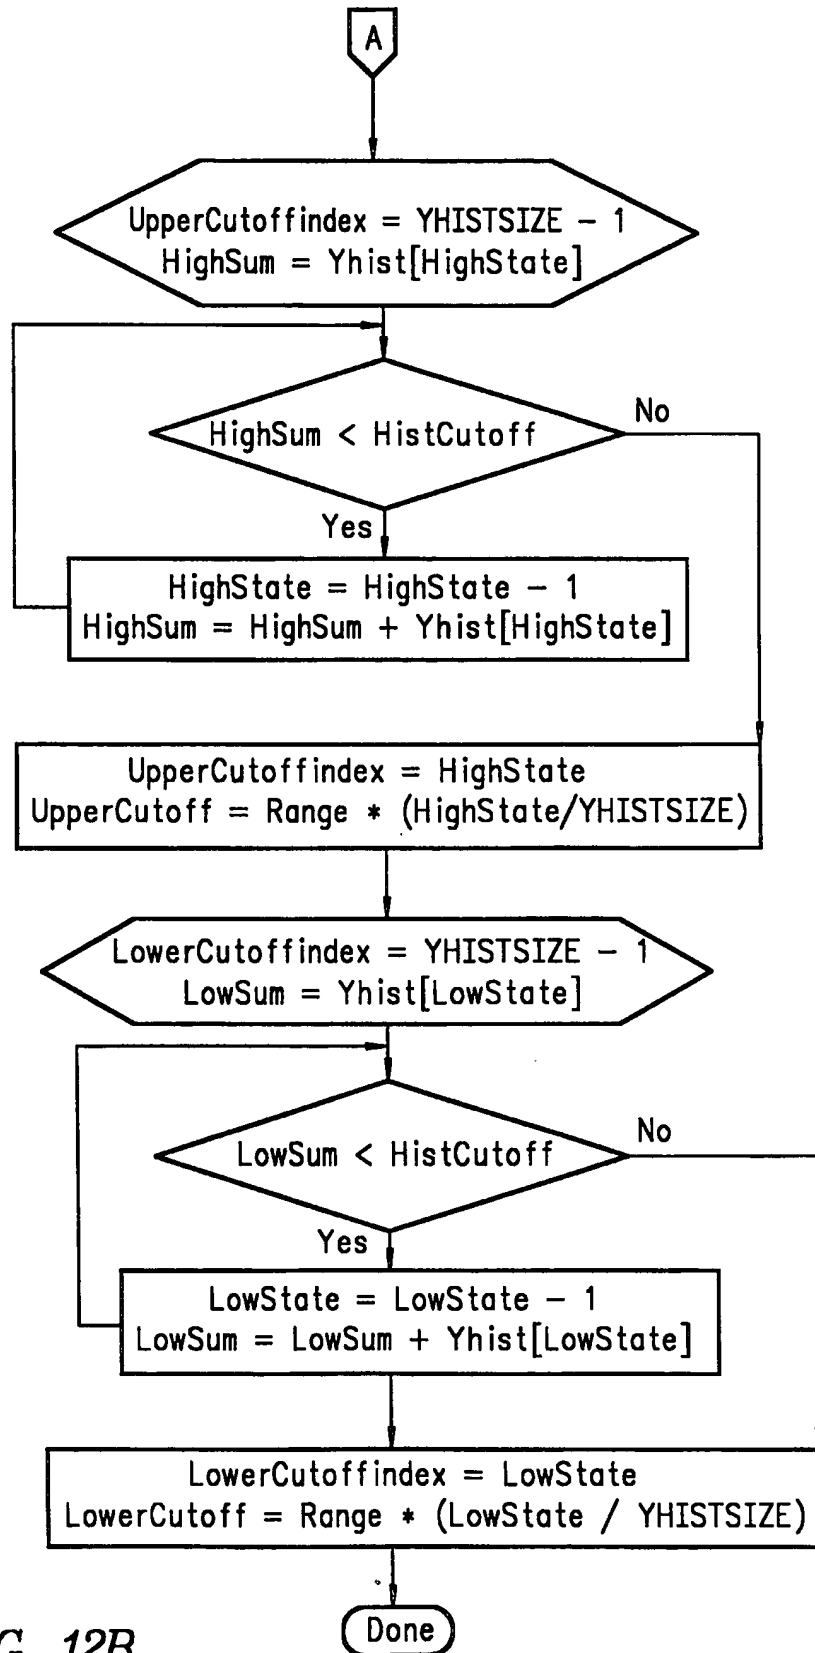 A
UpperCutoffindex = YHISTSIZE - 1
HighSum = Yhist[HighState]
HighSum < HistCutoff
No
Yes
HighState = HighState - 1
HighSum = HighSum + Yhist[HighState]
UpperCutoffindex = HighState
UpperCutoff = Range * (HighState/YHISTSIZE)
LowerCutoffindex = YHISTSIZE - 1
LowSum = Yhist[LowState]
LowSum < HistCutoff
No
Yes
LowState = LowState - 1
LowSum = LowSum + Yhist[LowState]
LowerCutoffindex = LowState
LowerCutoff = Range * (LowState / YHISTSIZE)
Done
G. 12B